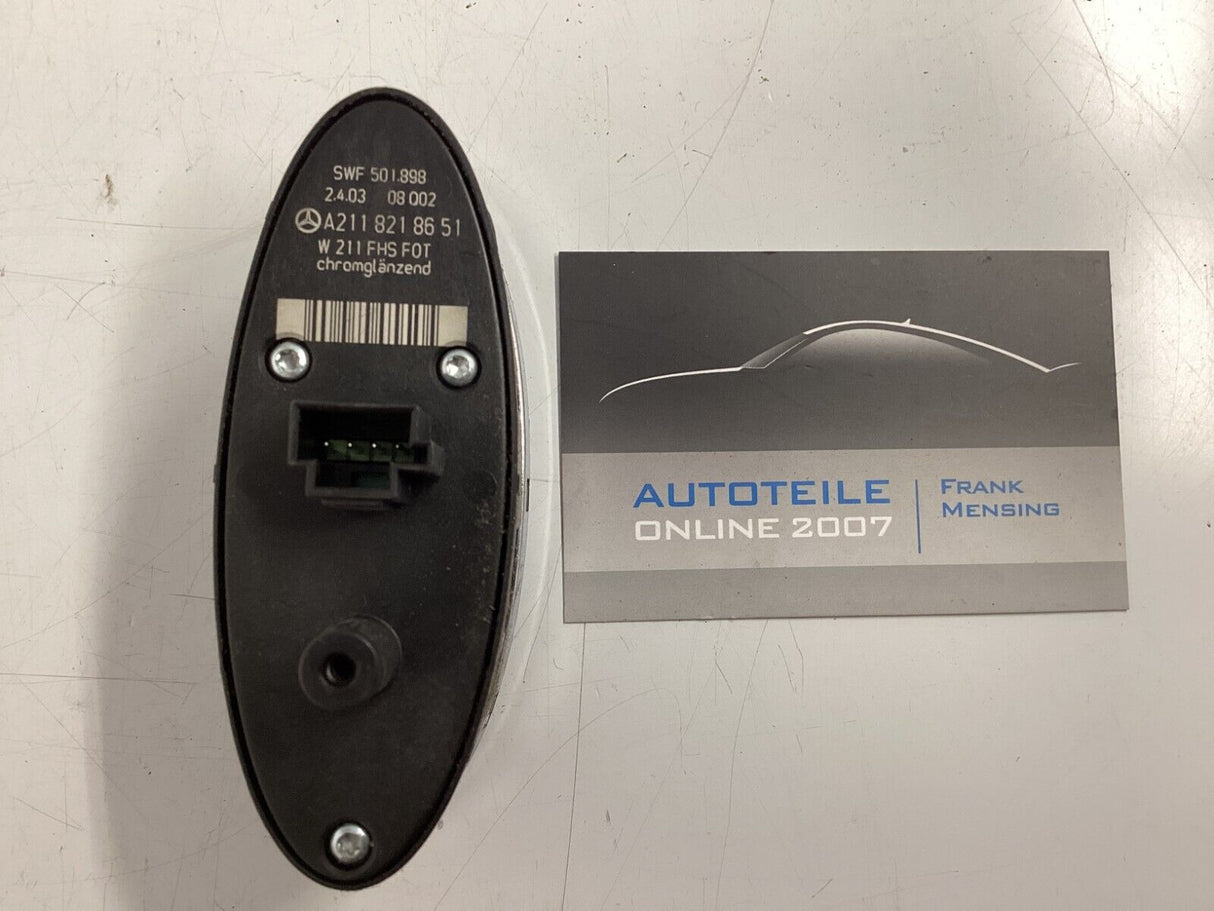 SWF 501.898
2.4.03 08 002
A211 821 86 51
W 211 FHS FOT
chromglänzend
AUTOTEILE
ONLINE 2007
FRANK
MENSING